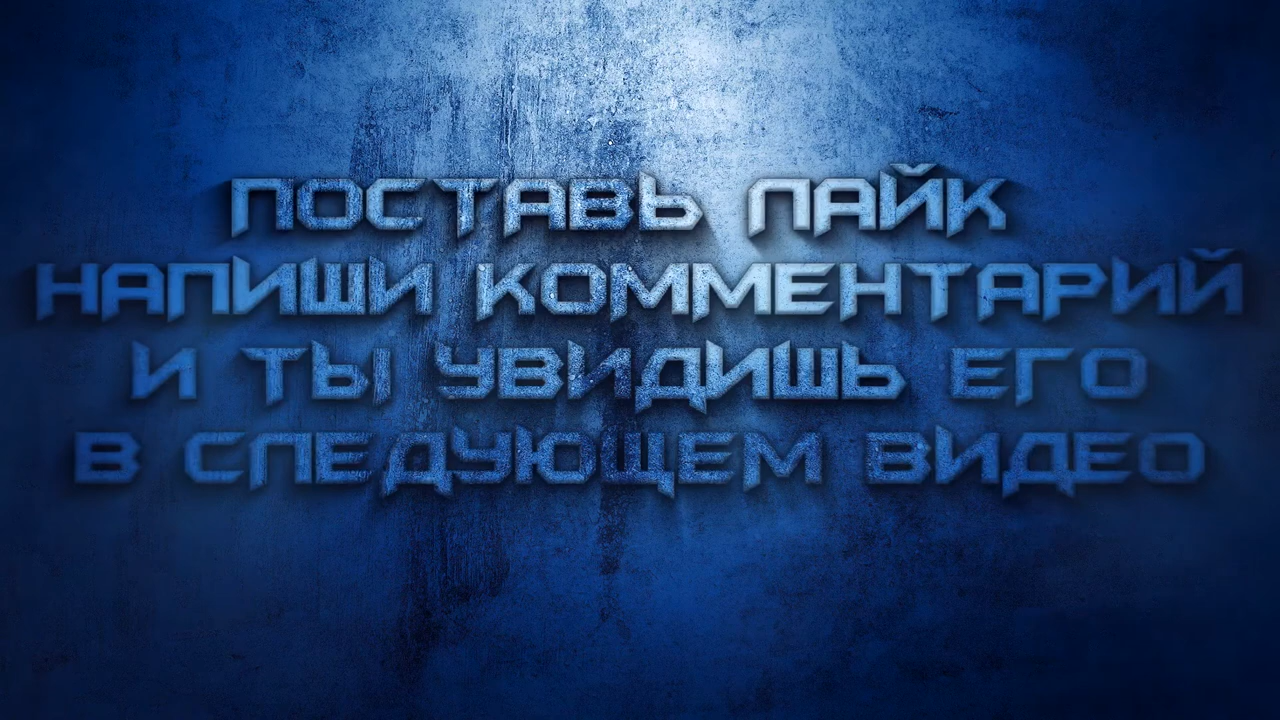 ПОСТАВЬ ЛАЙК
НАПИШИ КОММЕНТАРИЙ
И ТЫ УВИДИШЬ ЕГО
В СЛЕДУЮЩЕМ ВИДЕО